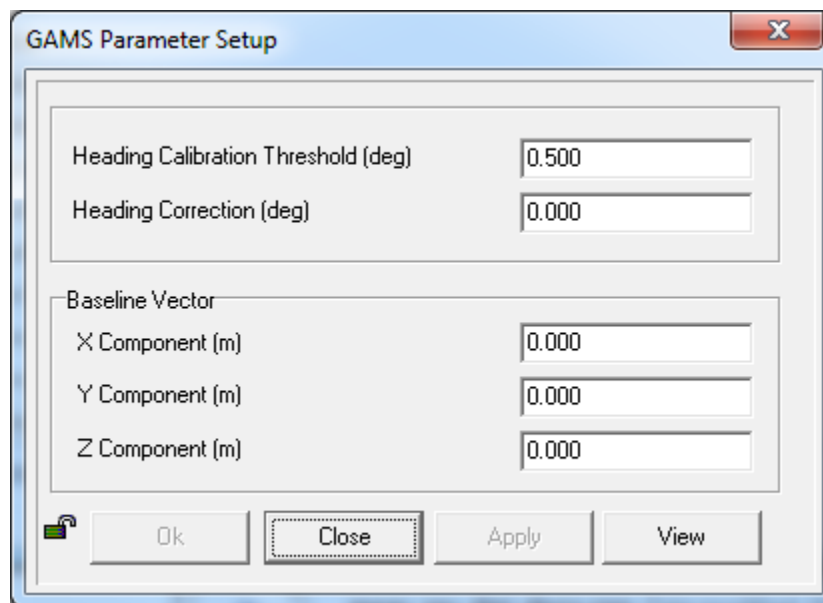 GAMS Parameter Setup
Heading Calibration Threshold (deg) 0.500
Heading Correction (deg) 0.000
Baseline Vector
X Component (m) 0.000
Y Component (m) 0.000
Z Component (m) 0.000
Ok Close Apply View